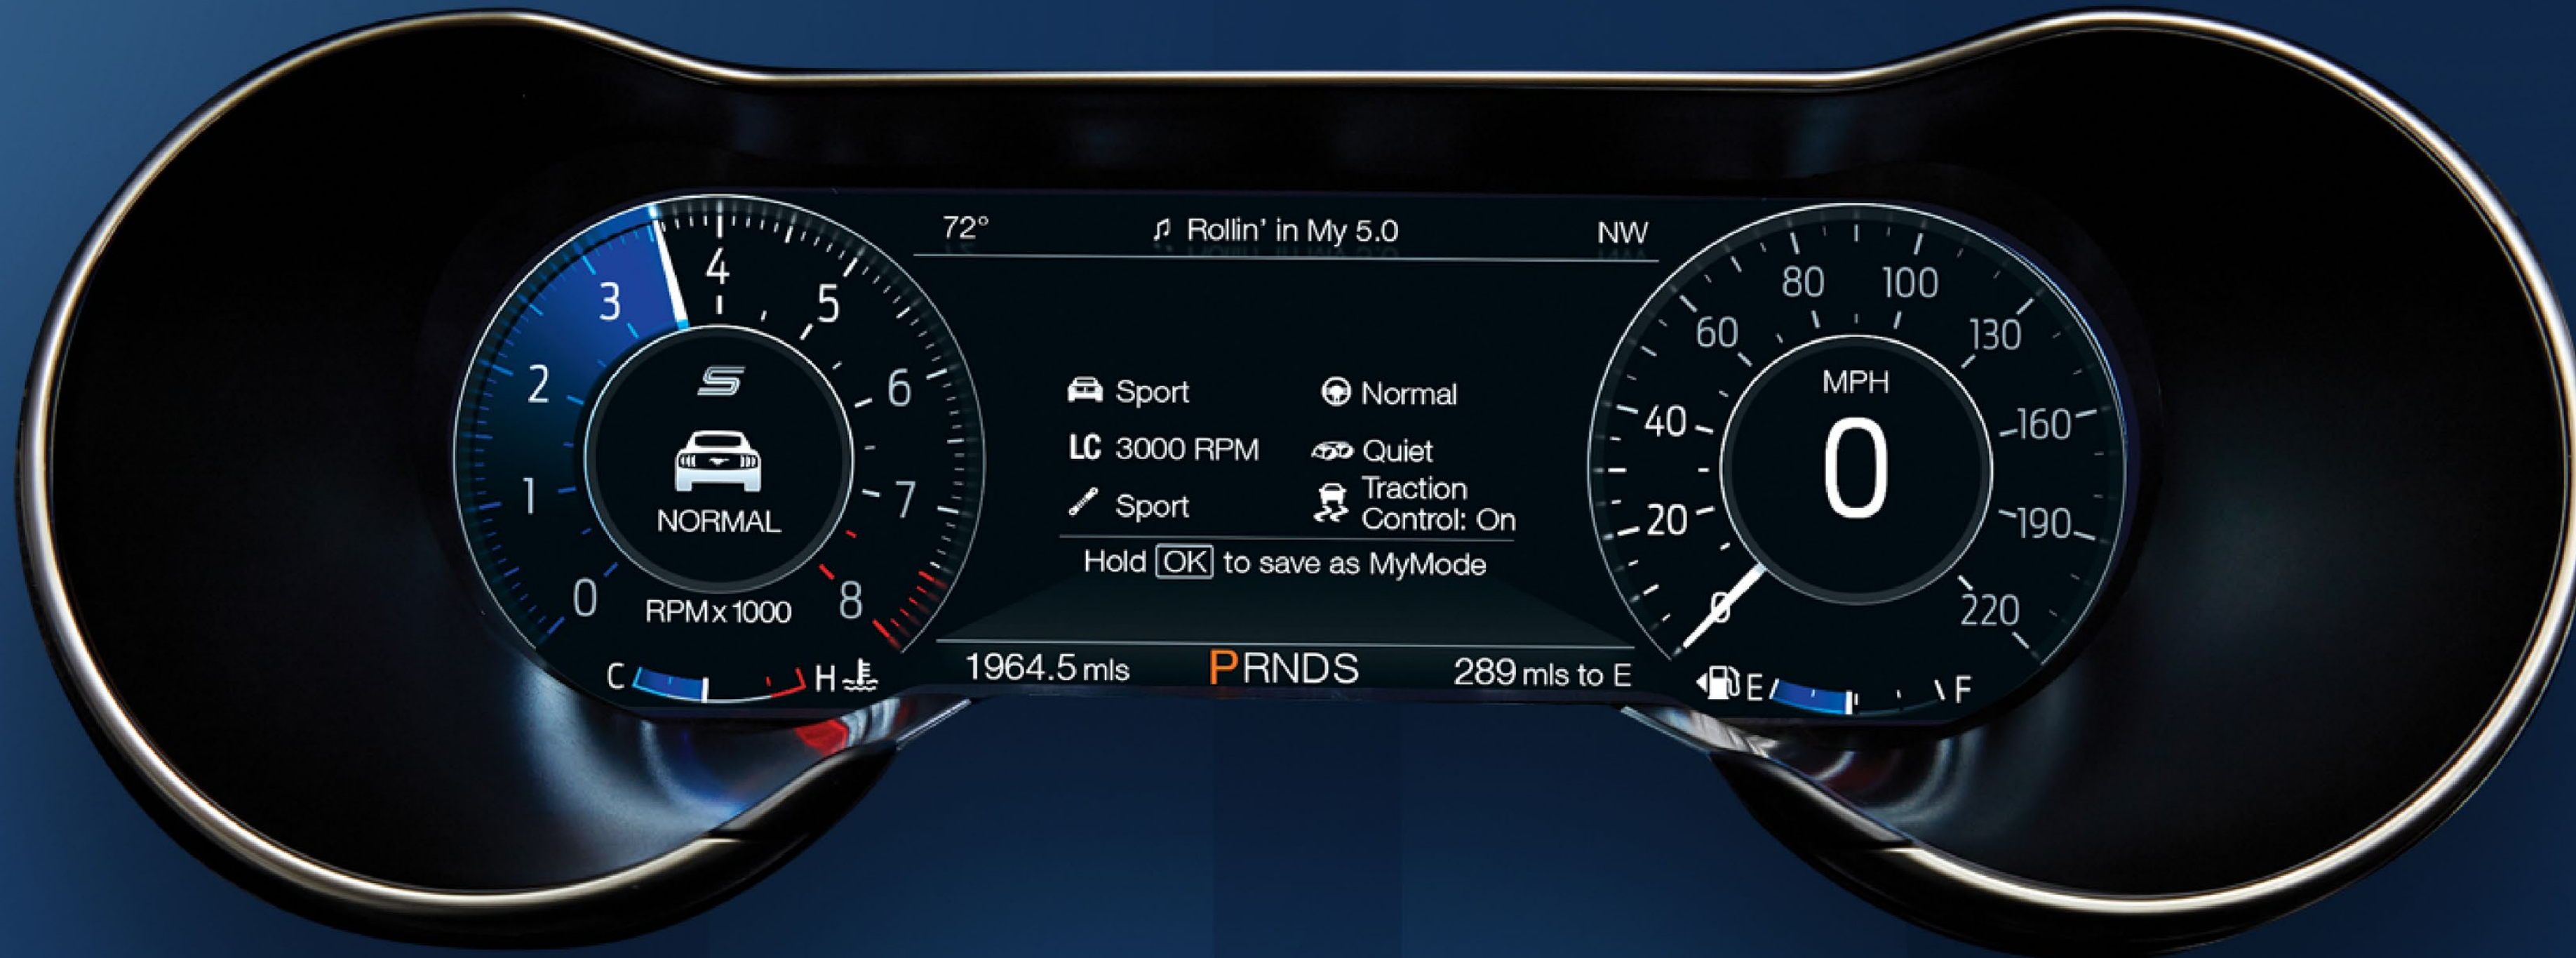 72° Rollin' in My 5.0 NW
0
1
2
3
4
5
6
7
8
S
NORMAL
RPMx1000
C H
Sport Normal
LC 3000 RPM Quiet
Sport Traction
Control: On
Hold OK to save as MyMode
1964.5 mls PRNDS 289 mls to E
0
20
40
60
80
100
130
160
190
220
MPH
0
E F